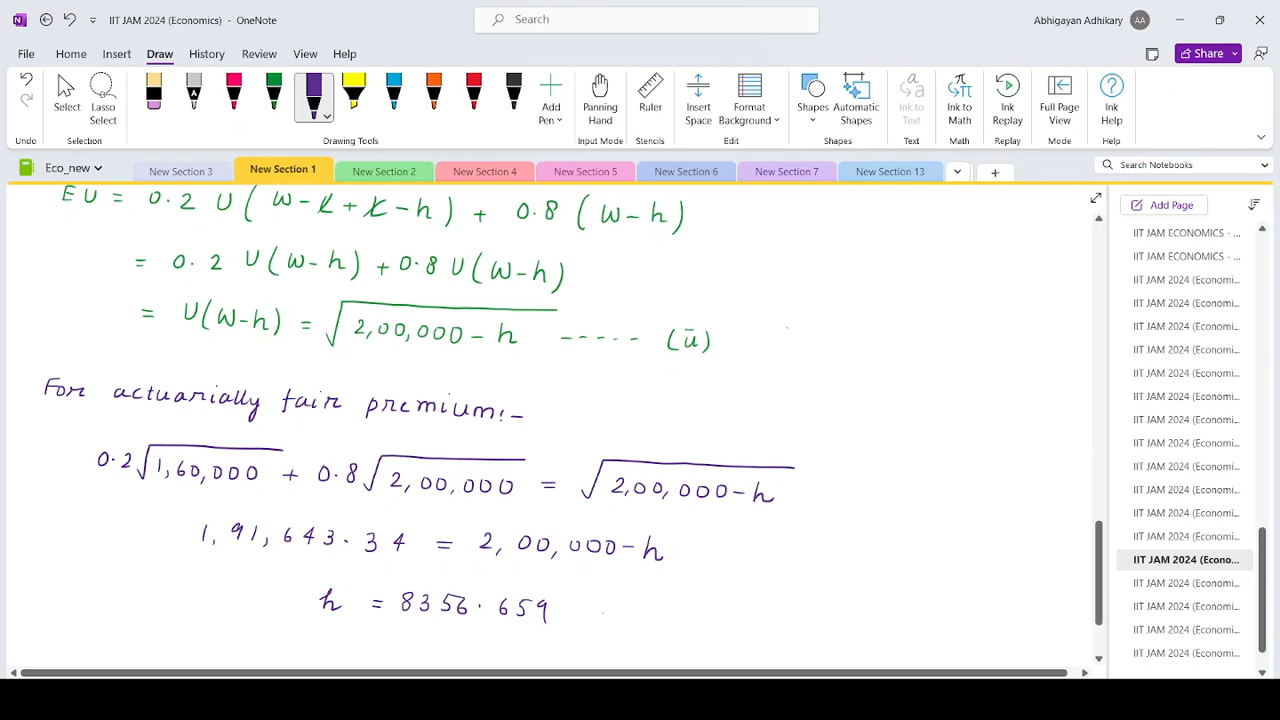 IIT JAM 2024 (Economics) - OneNote
Search
Abhigayan Adhikary
AA
File Home Insert Draw History Review View Help
Share
Undo
Select
Lasso Select
Add Pen
Panning Hand
Ruler
Insert Space
Format Background
Shapes
Automatic Shapes
Ink to Text
Ink to Math
Ink Replay
Full Page View
Ink Help
Undo
Selection
Drawing Tools
Input Mode
Stencils
Edit
Shapes
Text
Math
Replay
Mode
Help
Eco_new
New Section 3
New Section 1
New Section 2
New Section 4
New Section 5
New Section 6
New Section 7
New Section 13
Search Notebooks
EU = 0.2 U(W-L+L-h) + 0.8 (W-h)
= 0.2 U(W-h) + 0.8 U(W-h)
= U(W-h) = √2,00,000-h ----- (ü)
For actuarially fair premium:-
0.2√1,60,000 + 0.8√2,00,000 = √2,00,000-h
1,91,643.34 = 2,00,000-h
h = 8356.659
Add Page
IIT JAM ECONOMICS - ...
IIT JAM ECONOMICS - ...
IIT JAM 2024 (Economi...
IIT JAM 2024 (Economi...
IIT JAM 2024 (Economi...
IIT JAM 2024 (Economi...
IIT JAM 2024 (Economi...
IIT JAM 2024 (Economi...
IIT JAM 2024 (Economi...
IIT JAM 2024 (Economi...
IIT JAM 2024 (Economi...
IIT JAM 2024 (Economi...
IIT JAM 2024 (Economi...
IIT JAM 2024 (Economi...
IIT JAM 2024 (Econo...
IIT JAM 2024 (Economi...
IIT JAM 2024 (Economi...
IIT JAM 2024 (Economi...
IIT JAM 2024 (Economi...